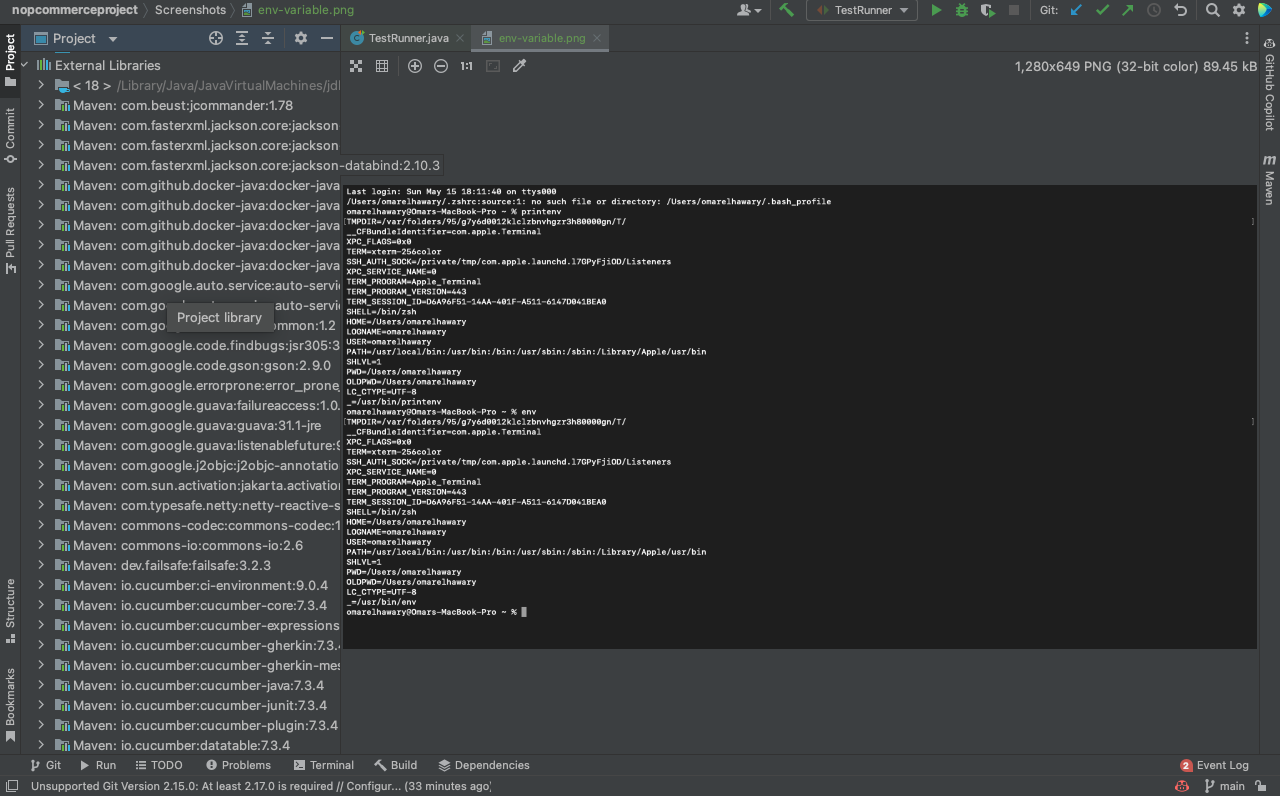 nopcommerceproject Screenshots env-variable.png
TestRunner
Git:
Project
TestRunner.java
env-variable.png
1:1
1,280x649 PNG (32-bit color) 89.45 kB
Project
Commit
Pull Requests
Structure
Bookmarks
GitHub Copilot
m Maven
External Libraries
< 18 > /Library/Java/JavaVirtualMachines/jdk
Maven: com.beust:jcommander:1.78
Maven: com.fasterxml.jackson.core:jackson
Maven: com.fasterxml.jackson.core:jackson
Maven: com.fasterxml.jackson.core:jackson-databind:2.10.3
Maven: com.github.docker-java:docker-java
Maven: com.github.docker-java:docker-java
Maven: com.github.docker-java:docker-java
Maven: com.github.docker-java:docker-java
Maven: com.github.docker-java:docker-java
Maven: com.google.auto.service:auto-servi
Maven: com.go auto-servi
Project library
Maven: com.go ommon:1.2
Maven: com.google.code.findbugs:jsr305:3
Maven: com.google.code.gson:gson:2.9.0
Maven: com.google.errorprone:error_prone_
Maven: com.google.guava:failureaccess:1.0.
Maven: com.google.guava:guava:31.1-jre
Maven: com.google.guava:listenablefuture:9
Maven: com.google.j2objc:j2objc-annotatio
Maven: com.sun.activation:jakarta.activation
Maven: com.typesafe.netty:netty-reactive-s
Maven: commons-codec:commons-codec:1
Maven: commons-io:commons-io:2.6
Maven: dev.failsafe:failsafe:3.2.3
Maven: io.cucumber:ci-environment:9.0.4
Maven: io.cucumber:cucumber-core:7.3.4
Maven: io.cucumber:cucumber-expressions
Maven: io.cucumber:cucumber-gherkin:7.3.4
Maven: io.cucumber:cucumber-gherkin-mes
Maven: io.cucumber:cucumber-java:7.3.4
Maven: io.cucumber:cucumber-junit:7.3.4
Maven: io.cucumber:cucumber-plugin:7.3.4
Maven: io.cucumber:datatable:7.3.4
Last login: Sun May 15 18:11:40 on ttys000
/Users/omarelhawary/.zshrc:source:1: no such file or directory: /Users/omarelhawary/.bash_profile
omarelhawary@Omars-MacBook-Pro ~ % printenv
[TMPDIR=/var/folders/95/g7y6d0012klclzbnvhgzr3h80000gn/T/ ]
__CFBundleIdentifier=com.apple.Terminal
XPC_FLAGS=0x0
TERM=xterm-256color
SSH_AUTH_SOCK=/private/tmp/com.apple.launchd.l7GPyFjiOD/Listeners
XPC_SERVICE_NAME=0
TERM_PROGRAM=Apple_Terminal
TERM_PROGRAM_VERSION=443
TERM_SESSION_ID=D6A96F51-14AA-401F-A511-6147D041BEA0
SHELL=/bin/zsh
HOME=/Users/omarelhawary
LOGNAME=omarelhawary
USER=omarelhawary
PATH=/usr/local/bin:/usr/bin:/bin:/usr/sbin:/sbin:/Library/Apple/usr/bin
SHLVL=1
PWD=/Users/omarelhawary
OLDPWD=/Users/omarelhawary
LC_CTYPE=UTF-8
_=/usr/bin/printenv
omarelhawary@Omars-MacBook-Pro ~ % env
[TMPDIR=/var/folders/95/g7y6d0012klclzbnvhgzr3h80000gn/T/ ]
__CFBundleIdentifier=com.apple.Terminal
XPC_FLAGS=0x0
TERM=xterm-256color
SSH_AUTH_SOCK=/private/tmp/com.apple.launchd.l7GPyFjiOD/Listeners
XPC_SERVICE_NAME=0
TERM_PROGRAM=Apple_Terminal
TERM_PROGRAM_VERSION=443
TERM_SESSION_ID=D6A96F51-14AA-401F-A511-6147D041BEA0
SHELL=/bin/zsh
HOME=/Users/omarelhawary
LOGNAME=omarelhawary
USER=omarelhawary
PATH=/usr/local/bin:/usr/bin:/bin:/usr/sbin:/sbin:/Library/Apple/usr/bin
SHLVL=1
PWD=/Users/omarelhawary
OLDPWD=/Users/omarelhawary
LC_CTYPE=UTF-8
_=/usr/bin/env
omarelhawary@Omars-MacBook-Pro ~ %
Git Run TODO Problems Terminal Build Dependencies 2 Event Log
Unsupported Git Version 2.15.0: At least 2.17.0 is required // Configur... (33 minutes ago) main